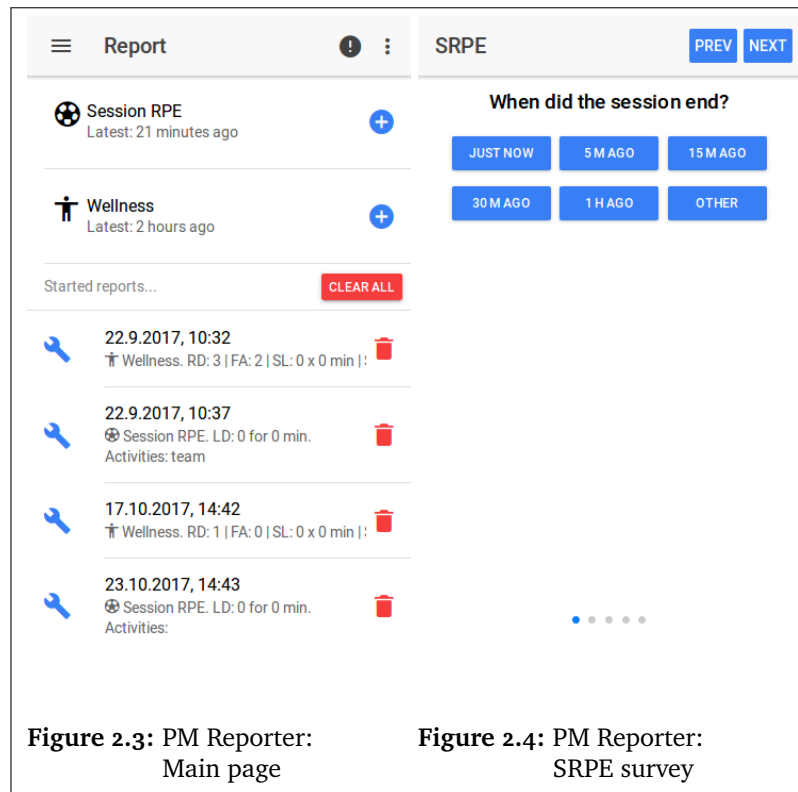 Report
Session RPE
Latest: 21 minutes ago
Wellness
Latest: 2 hours ago
Started reports...
CLEAR ALL
22.9.2017, 10:32
Wellness. RD: 3 | FA: 2 | SL: 0 x 0 min |
22.9.2017, 10:37
Session RPE. LD: 0 for 0 min.
Activities: team
17.10.2017, 14:42
Wellness. RD: 1 | FA: 0 | SL: 0 x 0 min |
23.10.2017, 14:43
Session RPE. LD: 0 for 0 min.
Activities:
Figure 2.3: PM Reporter:
Main page
SRPE
PREV NEXT
When did the session end?
JUST NOW 5 M AGO 15 M AGO
30 M AGO 1 H AGO OTHER
Figure 2.4: PM Reporter:
SRPE survey